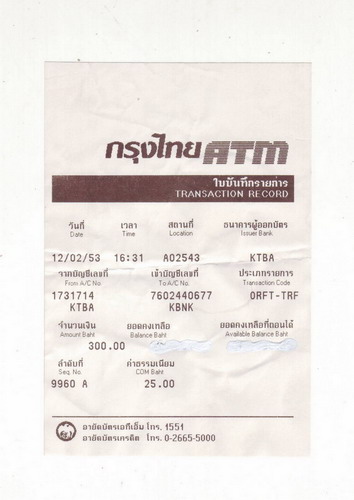 กรุงไทย ATM
ใบบันทึกรายการ
TRANSACTION RECORD
วันที่ เวลา สถานที่ ธนาคารผู้ออกบัตร
Date Time Location Issuer Bank
12/02/53 16:31 A02543 KTBA
จากบัญชีเลขที่ เข้าบัญชีเลขที่ ประเภทรายการ
From A/C No To A/C No. Transaction Code
1731714 7602440677 ORFT-TRF
KTBA KBNK
จำนวนเงิน ยอดคงเหลือ ยอดคงเหลือที่ถอนได้
Amount Baht Balance Baht Available Balance Baht
300.00
ลำดับที่ ค่าธรรมเนียม
Seq. No. COM Baht
9960 A 25.00
อายัดบัตรเอทีเอ็ม โทร. 1551
อายัดบัตรเครดิต โทร. 0-2665-5000